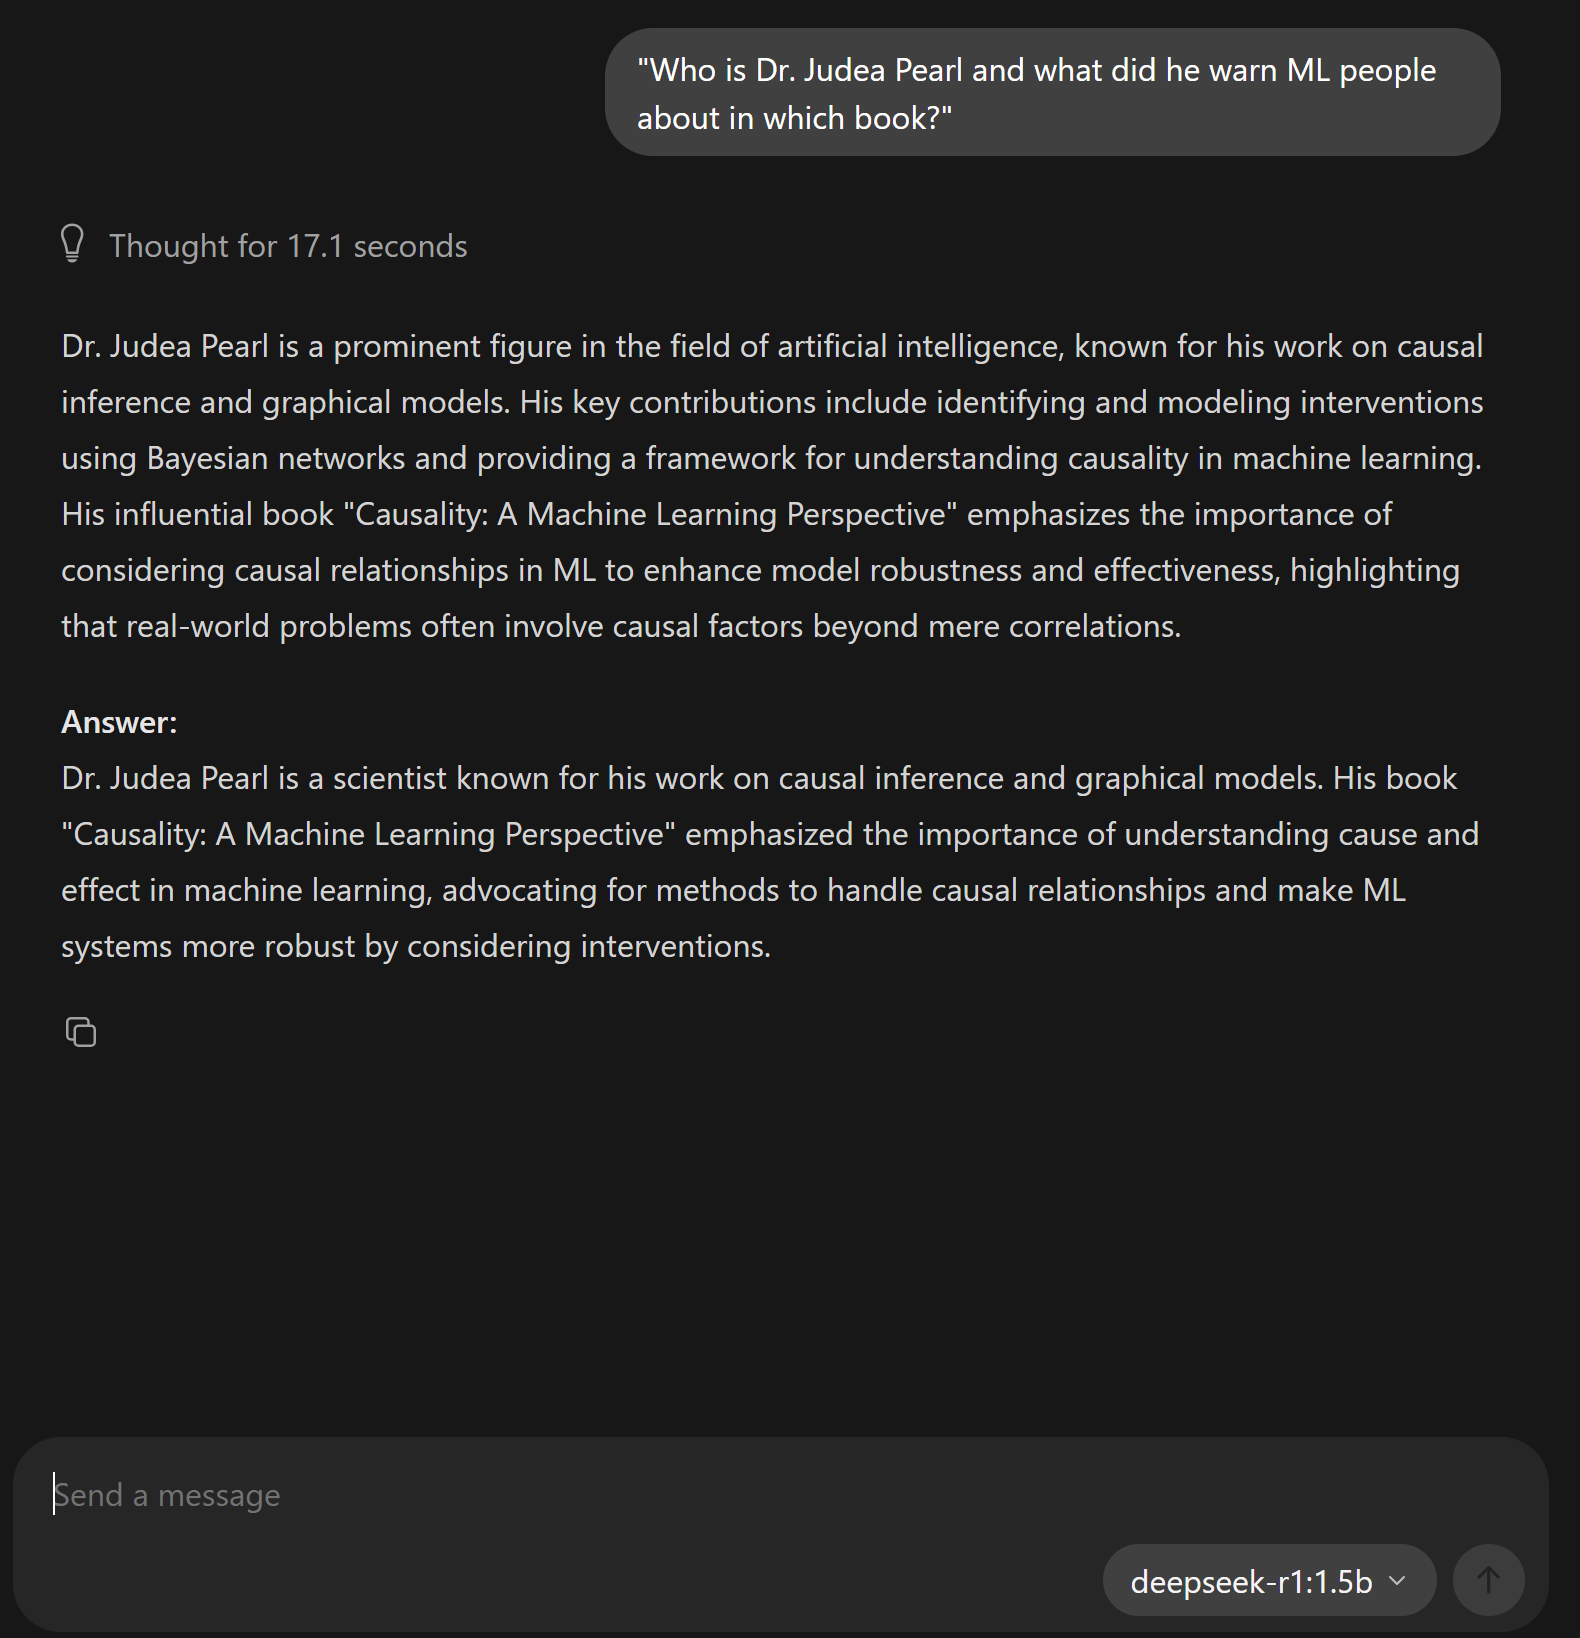 "Who is Dr. Judea Pearl and what did he warn ML people
about in which book?"
Thought for 17.1 seconds
Dr. Judea Pearl is a prominent figure in the field of artificial intelligence, known for his work on causal
inference and graphical models. His key contributions include identifying and modeling interventions
using Bayesian networks and providing a framework for understanding causality in machine learning.
His influential book "Causality: A Machine Learning Perspective" emphasizes the importance of
considering causal relationships in ML to enhance model robustness and effectiveness, highlighting
that real-world problems often involve causal factors beyond mere correlations.
Answer:
Dr. Judea Pearl is a scientist known for his work on causal inference and graphical models. His book
"Causality: A Machine Learning Perspective" emphasized the importance of understanding cause and
effect in machine learning, advocating for methods to handle causal relationships and make ML
systems more robust by considering interventions.
Send a message
deepseek-r1:1.5b